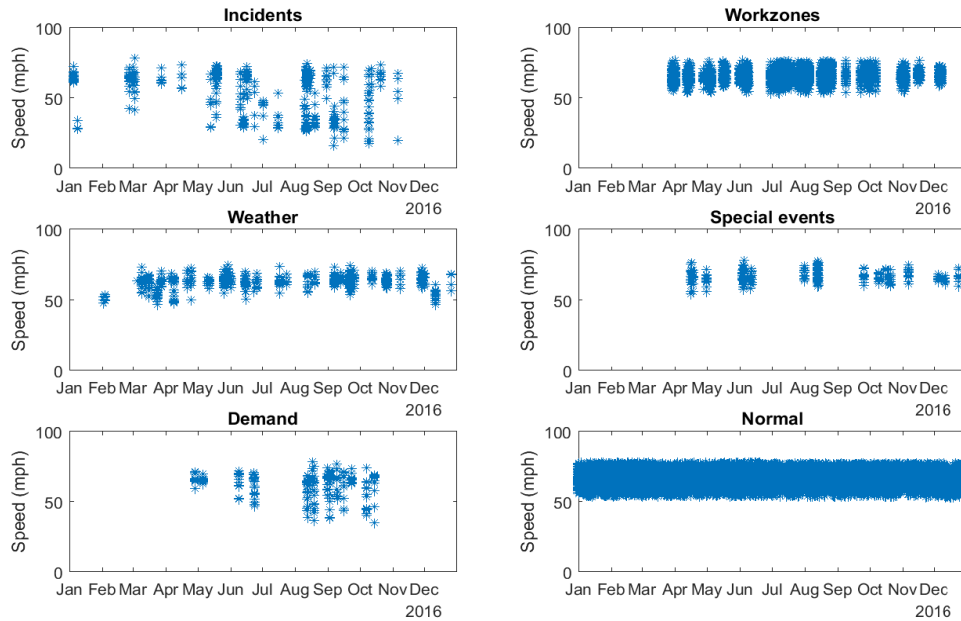 Incidents
100
50
0
Speed (mph)
Jan Feb Mar Apr May Jun Jul Aug Sep Oct Nov Dec
2016
Workzones
100
50
0
Speed (mph)
Jan Feb Mar Apr May Jun Jul Aug Sep Oct Nov Dec
2016
Weather
100
50
0
Speed (mph)
Jan Feb Mar Apr May Jun Jul Aug Sep Oct Nov Dec
2016
Special events
100
50
0
Speed (mph)
Jan Feb Mar Apr May Jun Jul Aug Sep Oct Nov Dec
2016
Demand
100
50
0
Speed (mph)
Jan Feb Mar Apr May Jun Jul Aug Sep Oct Nov Dec
2016
Normal
100
50
0
Speed (mph)
Jan Feb Mar Apr May Jun Jul Aug Sep Oct Nov Dec
2016